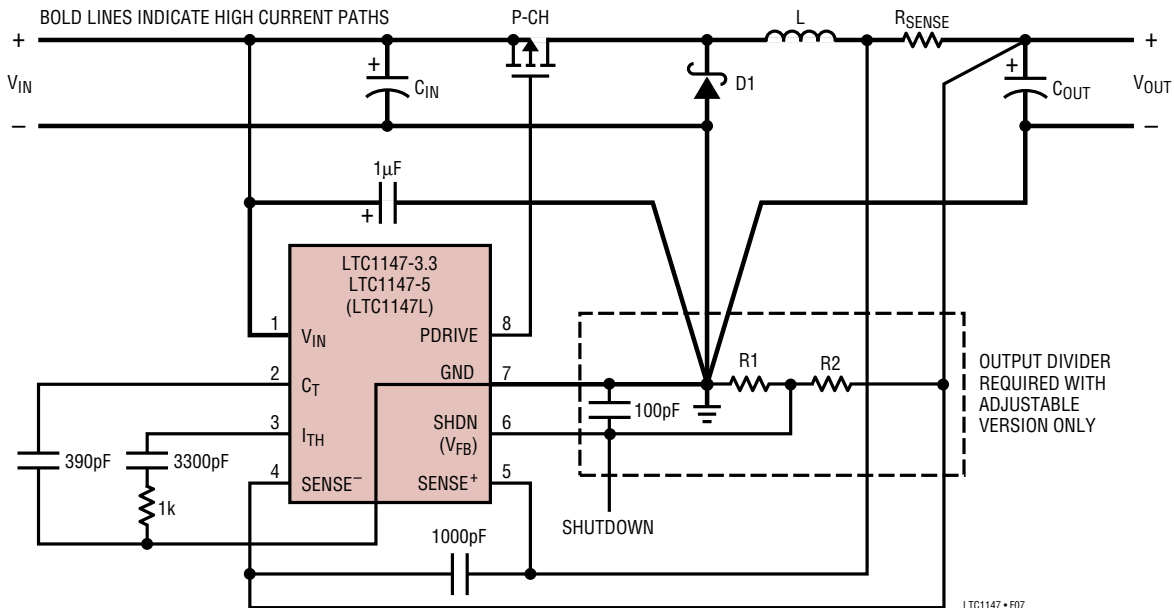 BOLD LINES INDICATE HIGH CURRENT PATHS
P-CH
L
RSENSE
+
+
VIN
+
CIN
D1
+
COUT
VOUT
−
−
1µF
+
LTC1147-3.3
LTC1147-5
(LTC1147L)
1
VIN
PDRIVE
8
2
CT
GND
7
3
ITH
SHDN
(VFB)
6
4
SENSE−
SENSE+
5
390pF
3300pF
1k
1000pF
100pF
R1
R2
SHUTDOWN
OUTPUT DIVIDER
REQUIRED WITH
ADJUSTABLE
VERSION ONLY
LTC1147 • F07